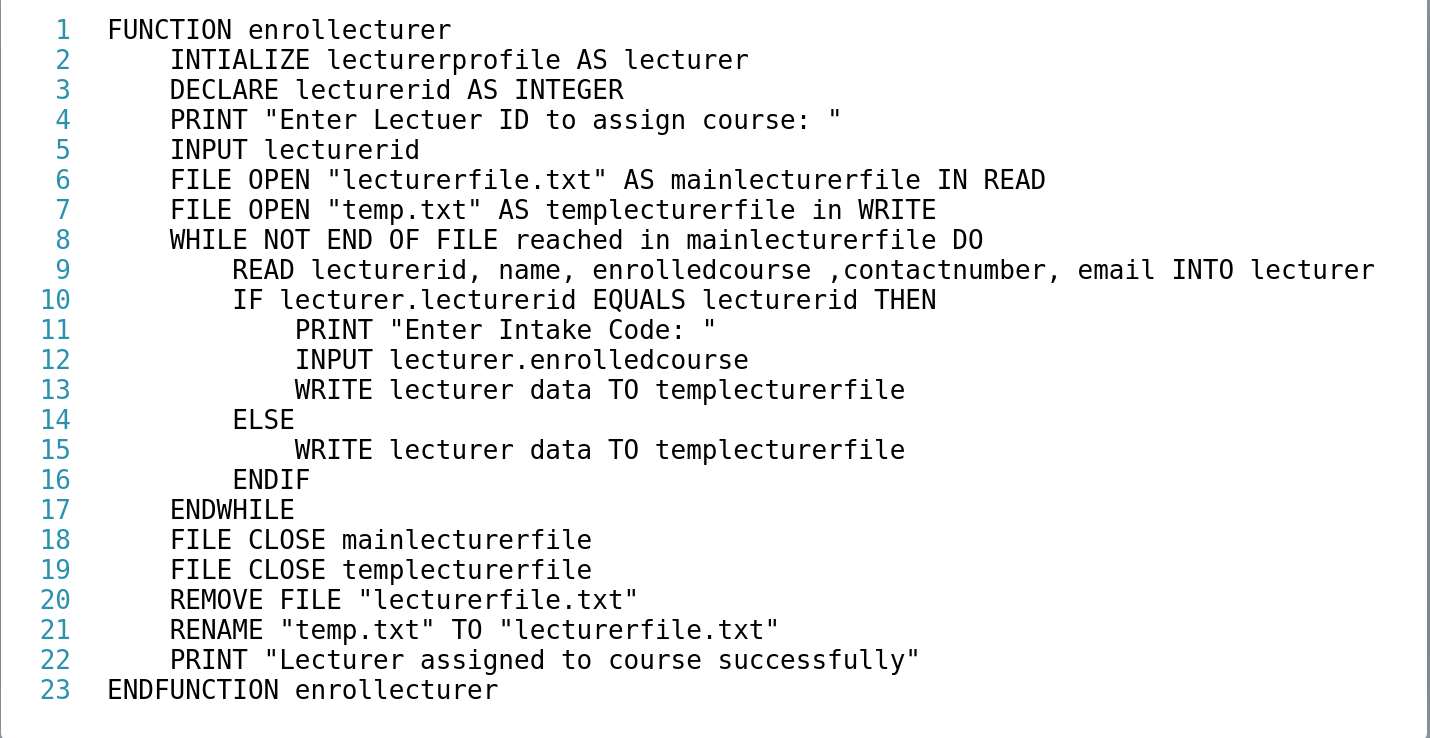 1 FUNCTION enrollecturer
2 INTIALIZE lecturerprofile AS lecturer
3 DECLARE lecturerid AS INTEGER
4 PRINT "Enter Lectuer ID to assign course: "
5 INPUT lecturerid
6 FILE OPEN "lecturerfile.txt" AS mainlecturerfile IN READ
7 FILE OPEN "temp.txt" AS templecturerfile in WRITE
8 WHILE NOT END OF FILE reached in mainlecturerfile DO
9 READ lecturerid, name, enrolledcourse ,contactnumber, email INTO lecturer
10 IF lecturer.lecturerid EQUALS lecturerid THEN
11 PRINT "Enter Intake Code: "
12 INPUT lecturer.enrolledcourse
13 WRITE lecturer data TO templecturerfile
14 ELSE
15 WRITE lecturer data TO templecturerfile
16 ENDIF
17 ENDWHILE
18 FILE CLOSE mainlecturerfile
19 FILE CLOSE templecturerfile
20 REMOVE FILE "lecturerfile.txt"
21 RENAME "temp.txt" TO "lecturerfile.txt"
22 PRINT "Lecturer assigned to course successfully"
23 ENDFUNCTION enrollecturer